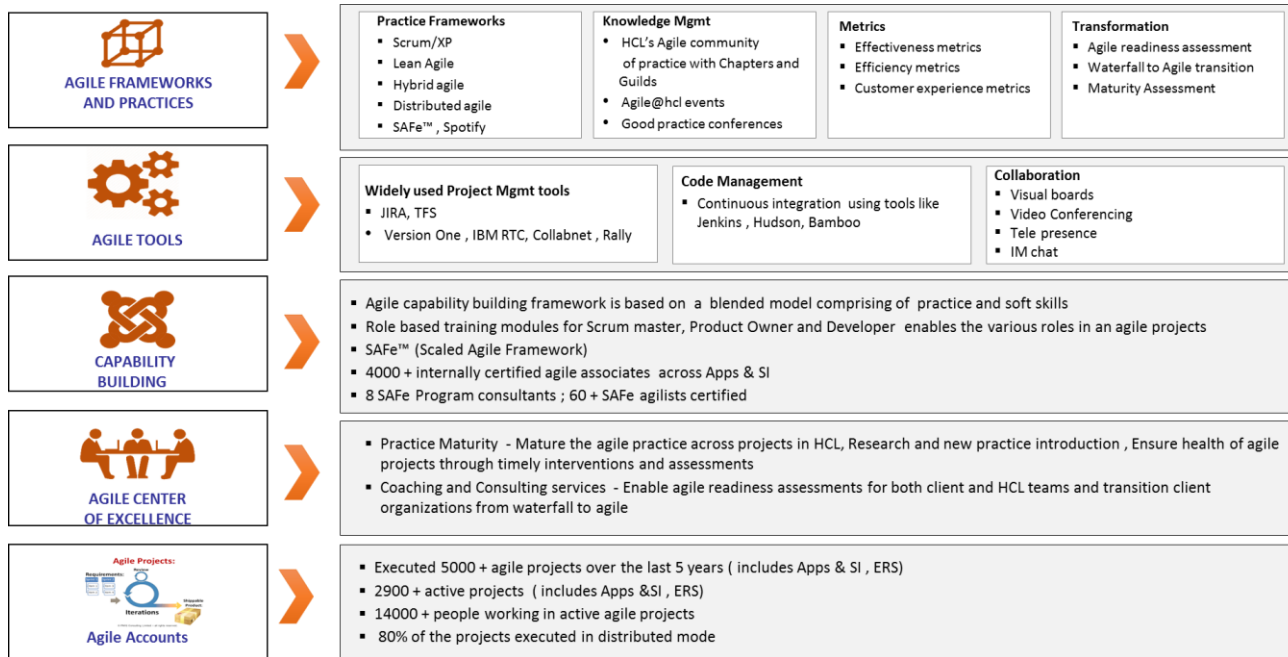 AGILE FRAMEWORKS
AND PRACTICES
Practice Frameworks
▪ Scrum/XP
▪ Lean Agile
▪ Hybrid agile
▪ Distributed agile
▪ SAFe™ , Spotify
Knowledge Mgmt
• HCL's Agile community
of practice with Chapters and
Guilds
• Agile@hcl events
• Good practice conferences
Metrics
▪ Effectiveness metrics
▪ Efficiency metrics
▪ Customer experience metrics
Transformation
▪ Agile readiness assessment
▪ Waterfall to Agile transition
▪ Maturity Assessment
AGILE TOOLS
Widely used Project Mgmt tools
▪ JIRA, TFS
• Version One , IBM RTC, Collabnet , Rally
Code Management
▪ Continuous integration using tools like
Jenkins , Hudson, Bamboo
Collaboration
▪ Visual boards
▪ Video Conferencing
▪ Tele presence
▪ IM chat
CAPABILITY
BUILDING
▪ Agile capability building framework is based on a blended model comprising of practice and soft skills
▪ Role based training modules for Scrum master, Product Owner and Developer enables the various roles in an agile projects
▪ SAFe™ (Scaled Agile Framework)
▪ 4000 + internally certified agile associates across Apps & SI
▪ 8 SAFe Program consultants ; 60 + SAFe agilists certified
AGILE CENTER
OF EXCELLENCE
▪ Practice Maturity - Mature the agile practice across projects in HCL, Research and new practice introduction , Ensure health of agile
projects through timely interventions and assessments
▪ Coaching and Consulting services - Enable agile readiness assessments for both client and HCL teams and transition client
organizations from waterfall to agile
Agile Projects:
Requirements:
Review
Shippable
Product
Iterations
Agile Accounts
▪ Executed 5000 + agile projects over the last 5 years ( includes Apps & SI , ERS)
▪ 2900 + active projects ( includes Apps &SI , ERS)
▪ 14000 + people working in active agile projects
▪ 80% of the projects executed in distributed mode